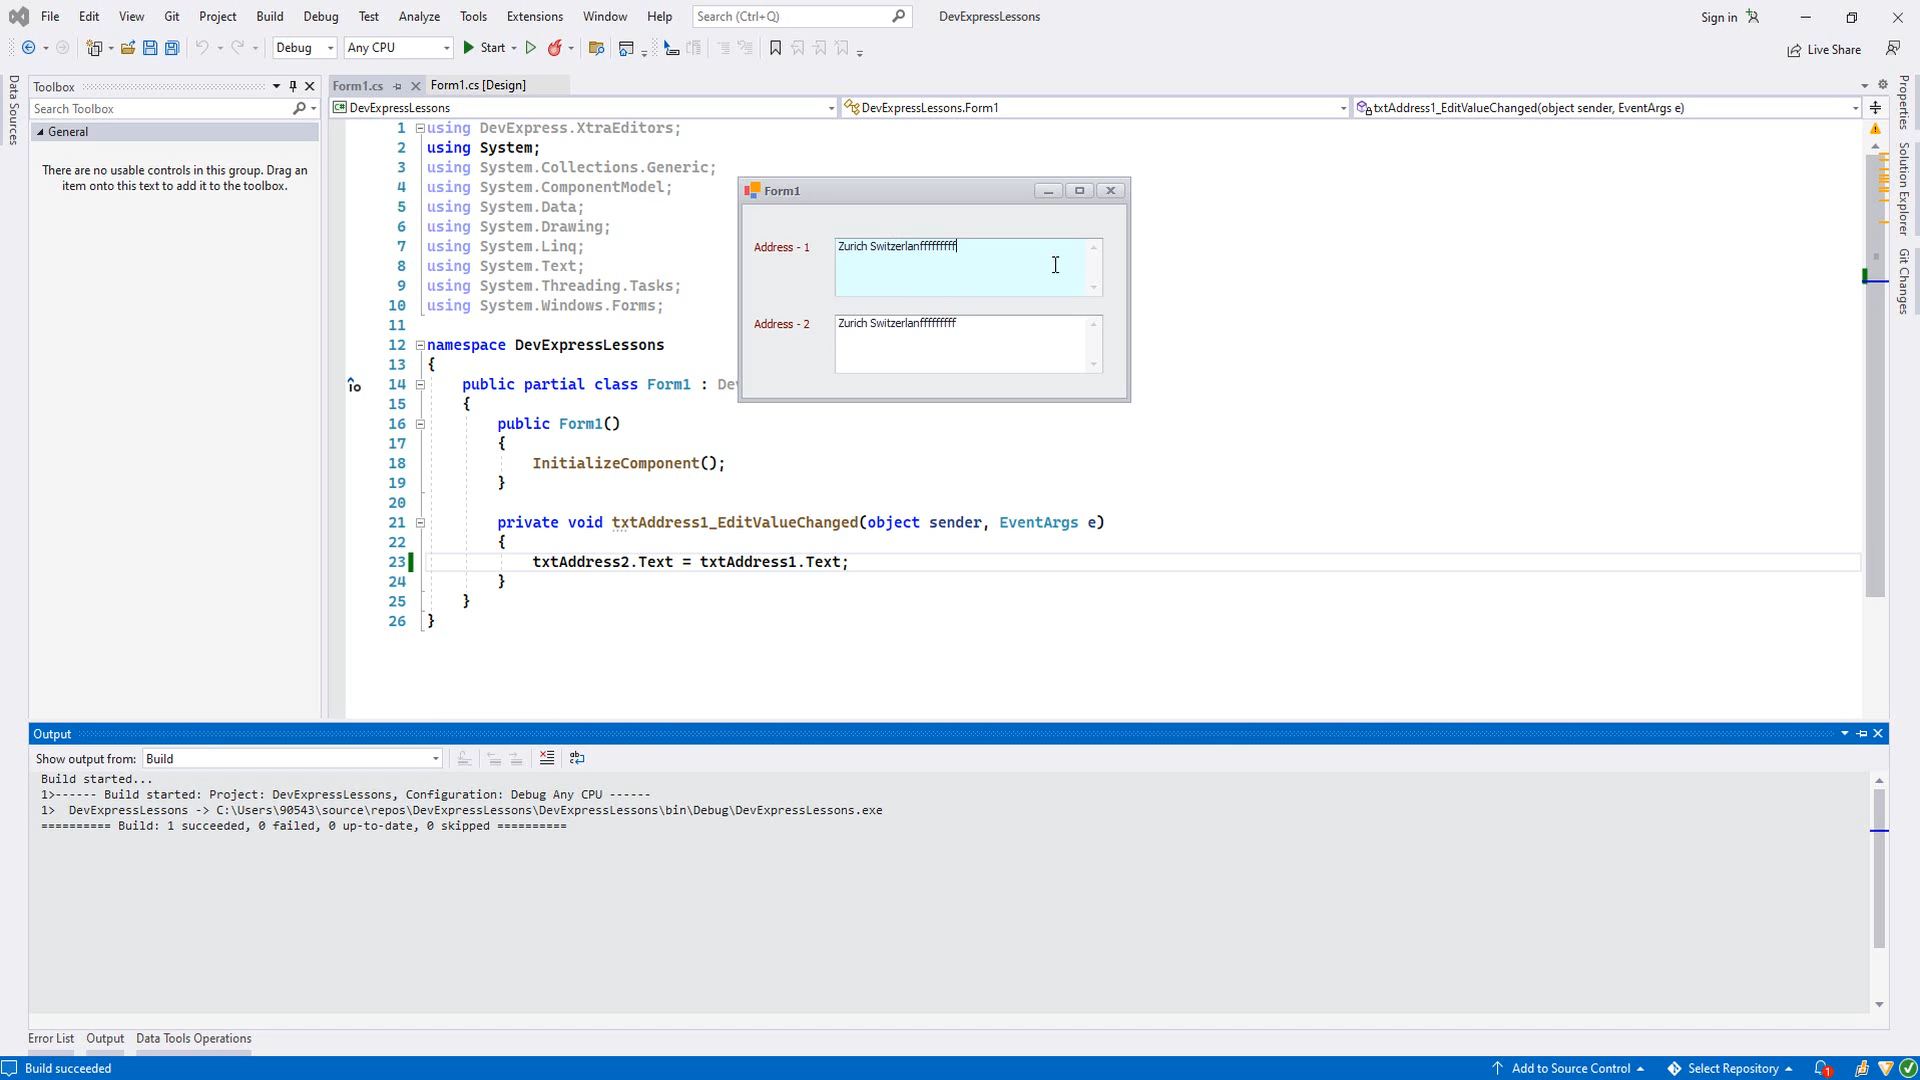 File Edit View Git Project Build Debug Test Analyze Tools Extensions Window Help Search (Ctrl+Q) DevExpressLessons Sign in
Debug Any CPU Start Live Share
Data Sources
Toolbox
Search Toolbox
General
There are no usable controls in this group. Drag an
item onto this text to add it to the toolbox.
Form1.cs Form1.cs [Design]
DevExpressLessons DevExpressLessons.Form1 txtAddress1_EditValueChanged(object sender, EventArgs e)
1 using DevExpress.XtraEditors;
2 using System;
3 using System.Collections.Generic;
4 using System.ComponentModel;
5 using System.Data;
6 using System.Drawing;
7 using System.Linq;
8 using System.Text;
9 using System.Threading.Tasks;
10 using System.Windows.Forms;
11
12 namespace DevExpressLessons
13 {
14 public partial class Form1 : Dev
15 {
16 public Form1()
17 {
18 InitializeComponent();
19 }
20
21 private void txtAddress1_EditValueChanged(object sender, EventArgs e)
22 {
23 txtAddress2.Text = txtAddress1.Text;
24 }
25 }
26 }
Form1
Address - 1 Zurich Switzerlanfffffffff
Address - 2 Zurich Switzerlanfffffffff
Properties
Solution Explorer
Git Changes
Output
Show output from: Build
Build started...
1>------ Build started: Project: DevExpressLessons, Configuration: Debug Any CPU ------
1> DevExpressLessons -> C:\Users\90543\source\repos\DevExpressLessons\DevExpressLessons\bin\Debug\DevExpressLessons.exe
========== Build: 1 succeeded, 0 failed, 0 up-to-date, 0 skipped ==========
Error List Output Data Tools Operations
Build succeeded Add to Source Control Select Repository 1